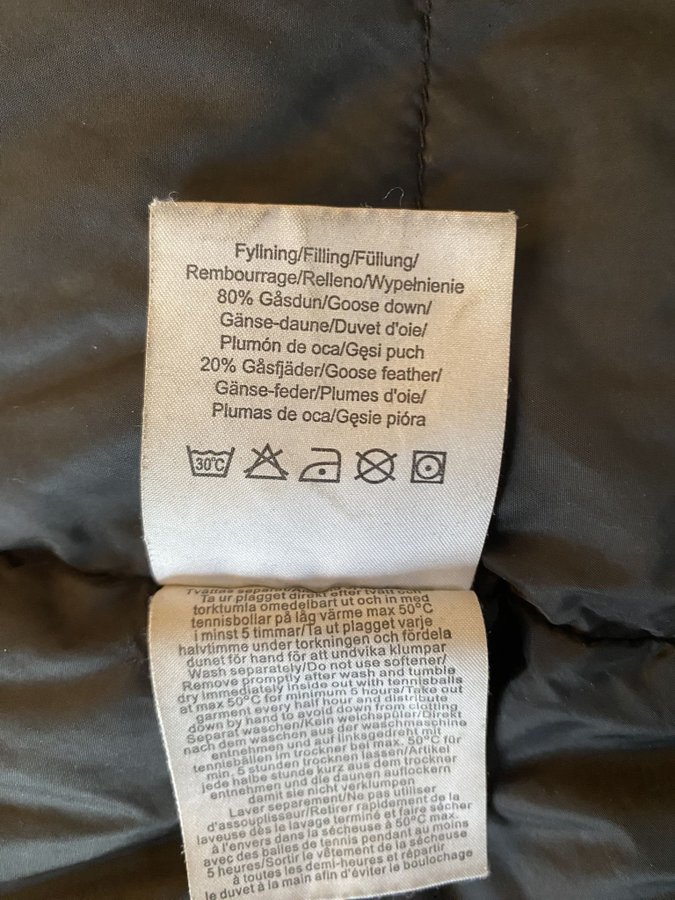 Fyllning/Filling/Füllung/
Rembourrage/Relleno/Wypełnienie
80% Gåsdun/Goose down/
Gänse-daune/Duvet d'oie/
Plumón de oca/Gęsi puch
20% Gåsfjäder/Goose feather/
Gänse-feder/Plumes d'oie/
Plumas de oca/Gęsie pióra
30°C
Tvättas separat
Ta ur plagget direkt efter tvätt och
torktumla omedelbart ut och in med
tennisbollar på låg värme max 50°C
i minst 5 timmar/Ta ut plagget varje
halvtimme under torkningen och fördela
dunet för hand för att undvika klumpar
Wash separately/Do not use softener/
Remove promptly after wash and tumble
dry immediately inside out with tennisballs
at max 50°C for minimum 5 hours/Take out
garment every half hour and distribute
down by hand to avoid down from clotting
Separat waschen/Kein weichspüler/Direkt
nach dem waschen aus der waschmaschine
entnehmen und auf linksgedreht mit
tennisbällen im trockner bei max. 50°C für
min. 5 stunden trocknen lassen/Artikel
jede halbe stunde kurz aus dem trockner
entnehmen und die daunen auflockern
damit sie nicht verklumpen
Laver separement/Ne pas utiliser
d'assouplisseur/Retirer rapidement de la
laveuse dès le lavage terminé et faire sécher
à l'envers dans la sécheuse à 50°C max.
avec des balles de tennis pendant au moins
5 heures/Sortir le vêtement de la sécheuse
à toutes les demi-heures et répartir
le duvet à la main afin d'éviter le boulochage